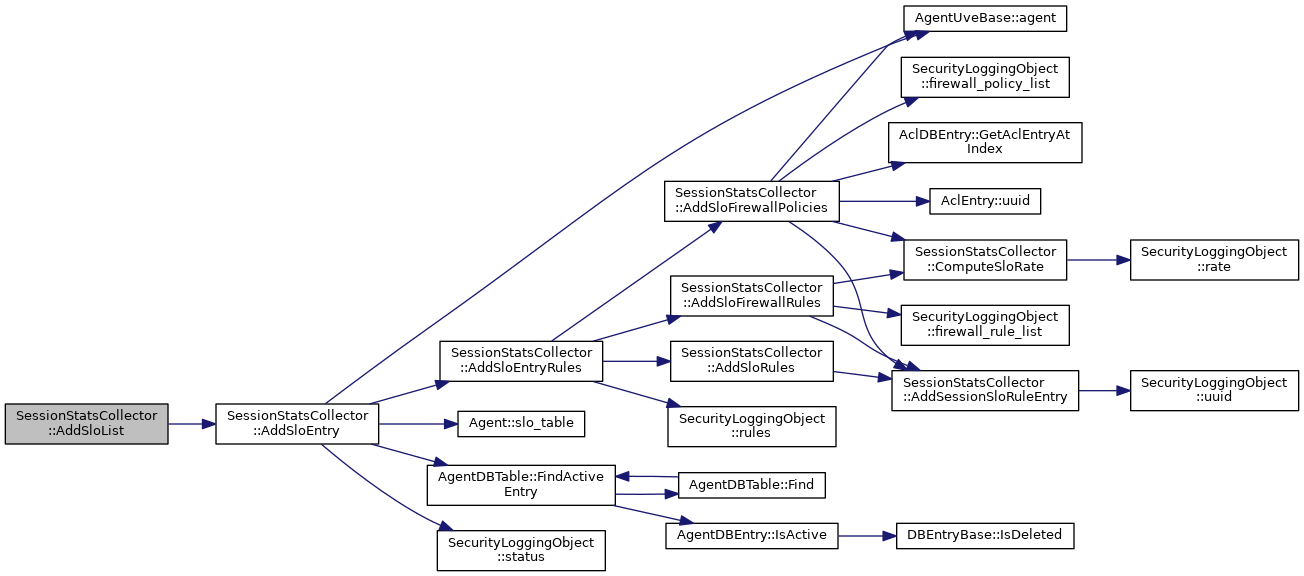 SessionStatsCollector
::AddSloList
SessionStatsCollector
::AddSloEntry
AgentUveBase::agent
SessionStatsCollector
::AddSloEntryRules
SessionStatsCollector
::AddSloFirewallPolicies
SecurityLoggingObject
::firewall_policy_list
AclDBEntry::GetAclEntryAt
Index
AclEntry::uuid
SessionStatsCollector
::ComputeSloRate
SecurityLoggingObject
::rate
SessionStatsCollector
::AddSloFirewallRules
SecurityLoggingObject
::firewall_rule_list
SessionStatsCollector
::AddSloRules
SessionStatsCollector
::AddSessionSloRuleEntry
SecurityLoggingObject
::uuid
SecurityLoggingObject
::rules
Agent::slo_table
AgentDBTable::FindActive
Entry
AgentDBTable::Find
AgentDBEntry::IsActive
DBEntryBase::IsDeleted
SecurityLoggingObject
::status